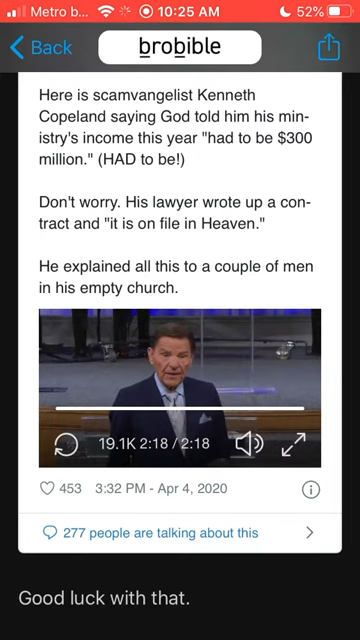 Metro b... 10:25 AM 52%
Back brobible
Here is scamvangelist Kenneth
Copeland saying God told him his min-
istry's income this year "had to be $300
million." (HAD to be!)
Don't worry. His lawyer wrote up a con-
tract and "it is on file in Heaven."
He explained all this to a couple of men
in his empty church.
19.1K 2:18 / 2:18
453 3:32 PM - Apr 4, 2020
277 people are talking about this
Good luck with that.